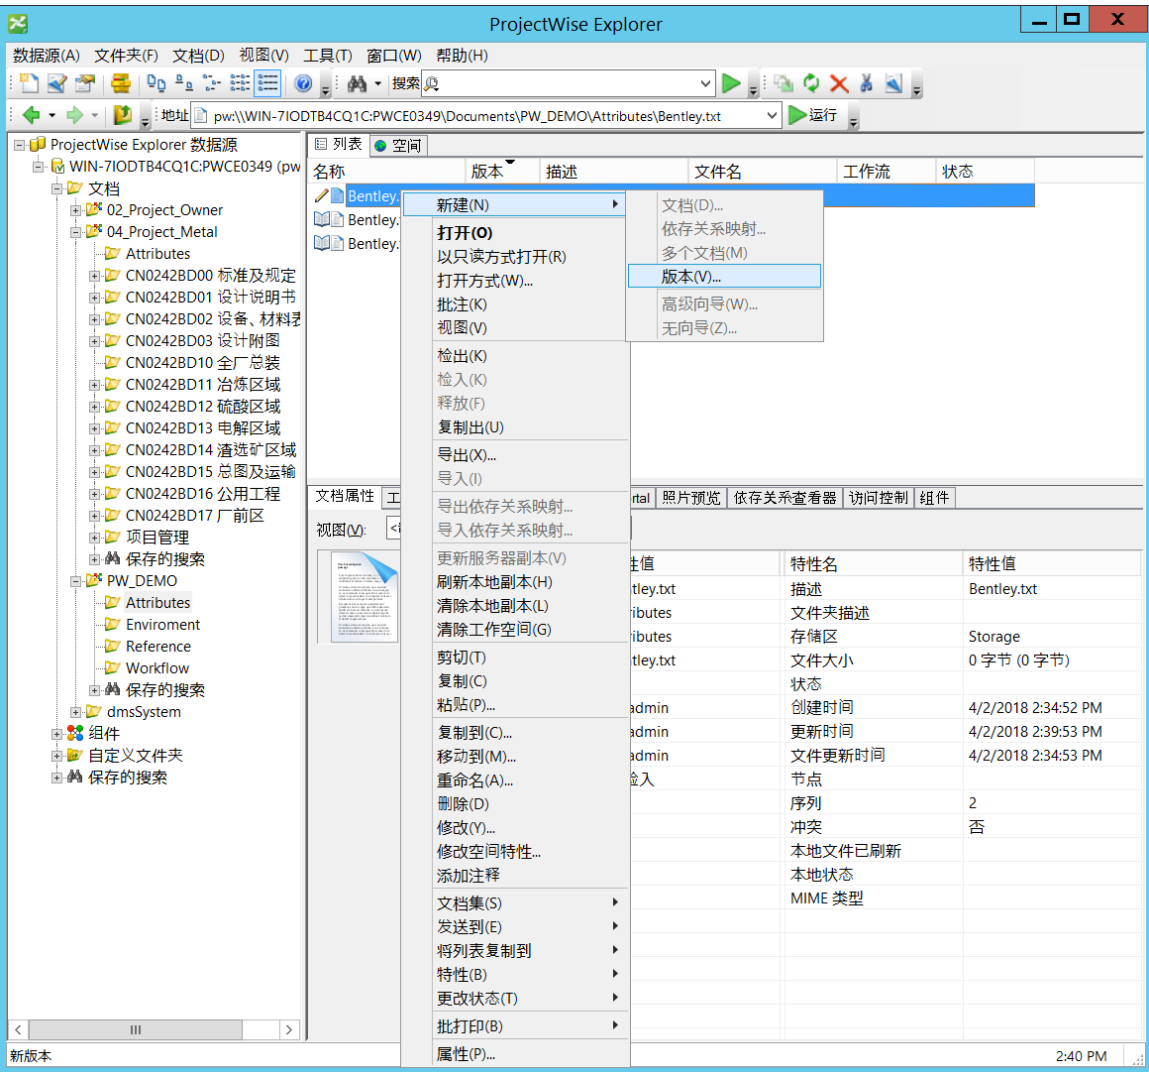 ProjectWise Explorer
数据源(A) 文件夹(F) 文档(D) 视图(V) 工具(T) 窗口(W) 帮助(H)
搜索
地址 pw:\\WIN-7IODTB4CQ1C:PWCE0349\Documents\PW_DEMO\Attributes\Bentley.txt 运行
ProjectWise Explorer 数据源
WIN-7IODTB4CQ1C:PWCE0349 (pw
文档
02_Project_Owner
04_Project_Metal
Attributes
CN0242BD00 标准及规定
CN0242BD01 设计说明书
CN0242BD02 设备、材料表
CN0242BD03 设计附图
CN0242BD10 全厂总装
CN0242BD11 冶炼区域
CN0242BD12 硫酸区域
CN0242BD13 电解区域
CN0242BD14 渣选矿区域
CN0242BD15 总图及运输
CN0242BD16 公用工程
CN0242BD17 厂前区
项目管理
保存的搜索
PW_DEMO
Attributes
Enviroment
Reference
Workflow
保存的搜索
dmsSystem
组件
自定义文件夹
保存的搜索
列表 空间
名称 版本 描述 文件名 工作流 状态
Bentley.
Bentley.
Bentley.
新建(N)
打开(O)
以只读方式打开(R)
打开方式(W)...
批注(K)
视图(V)
检出(K)
检入(K)
释放(F)
复制出(U)
导出(X)...
导入(I)
导出依存关系映射...
导入依存关系映射...
更新服务器副本(V)
刷新本地副本(H)
清除本地副本(L)
清除工作空间(G)
剪切(T)
复制(C)
粘贴(P)...
复制到(C)...
移动到(M)...
重命名(A)...
删除(D)
修改(Y)...
修改空间特性...
添加注释
文档集(S)
发送到(E)
将列表复制到
特性(B)
更改状态(T)
批打印(B)
属性(P)...
文档(D)...
依存关系映射...
多个文档(M)
版本(V)...
高级向导(W)...
无向导(Z)...
文档属性 工 rtal 照片预览 依存关系查看器 访问控制 组件
视图(V):
性值 特性名 特性值
tley.txt 描述 Bentley.txt
ributes 文件夹描述
ributes 存储区 Storage
tley.txt 文件大小 0 字节 (0 字节)
状态
admin 创建时间 4/2/2018 2:34:52 PM
admin 更新时间 4/2/2018 2:39:53 PM
admin 文件更新时间 4/2/2018 2:34:53 PM
检入 节点
序列 2
冲突 否
本地文件已刷新
本地状态
MIME 类型
新版本 2:40 PM